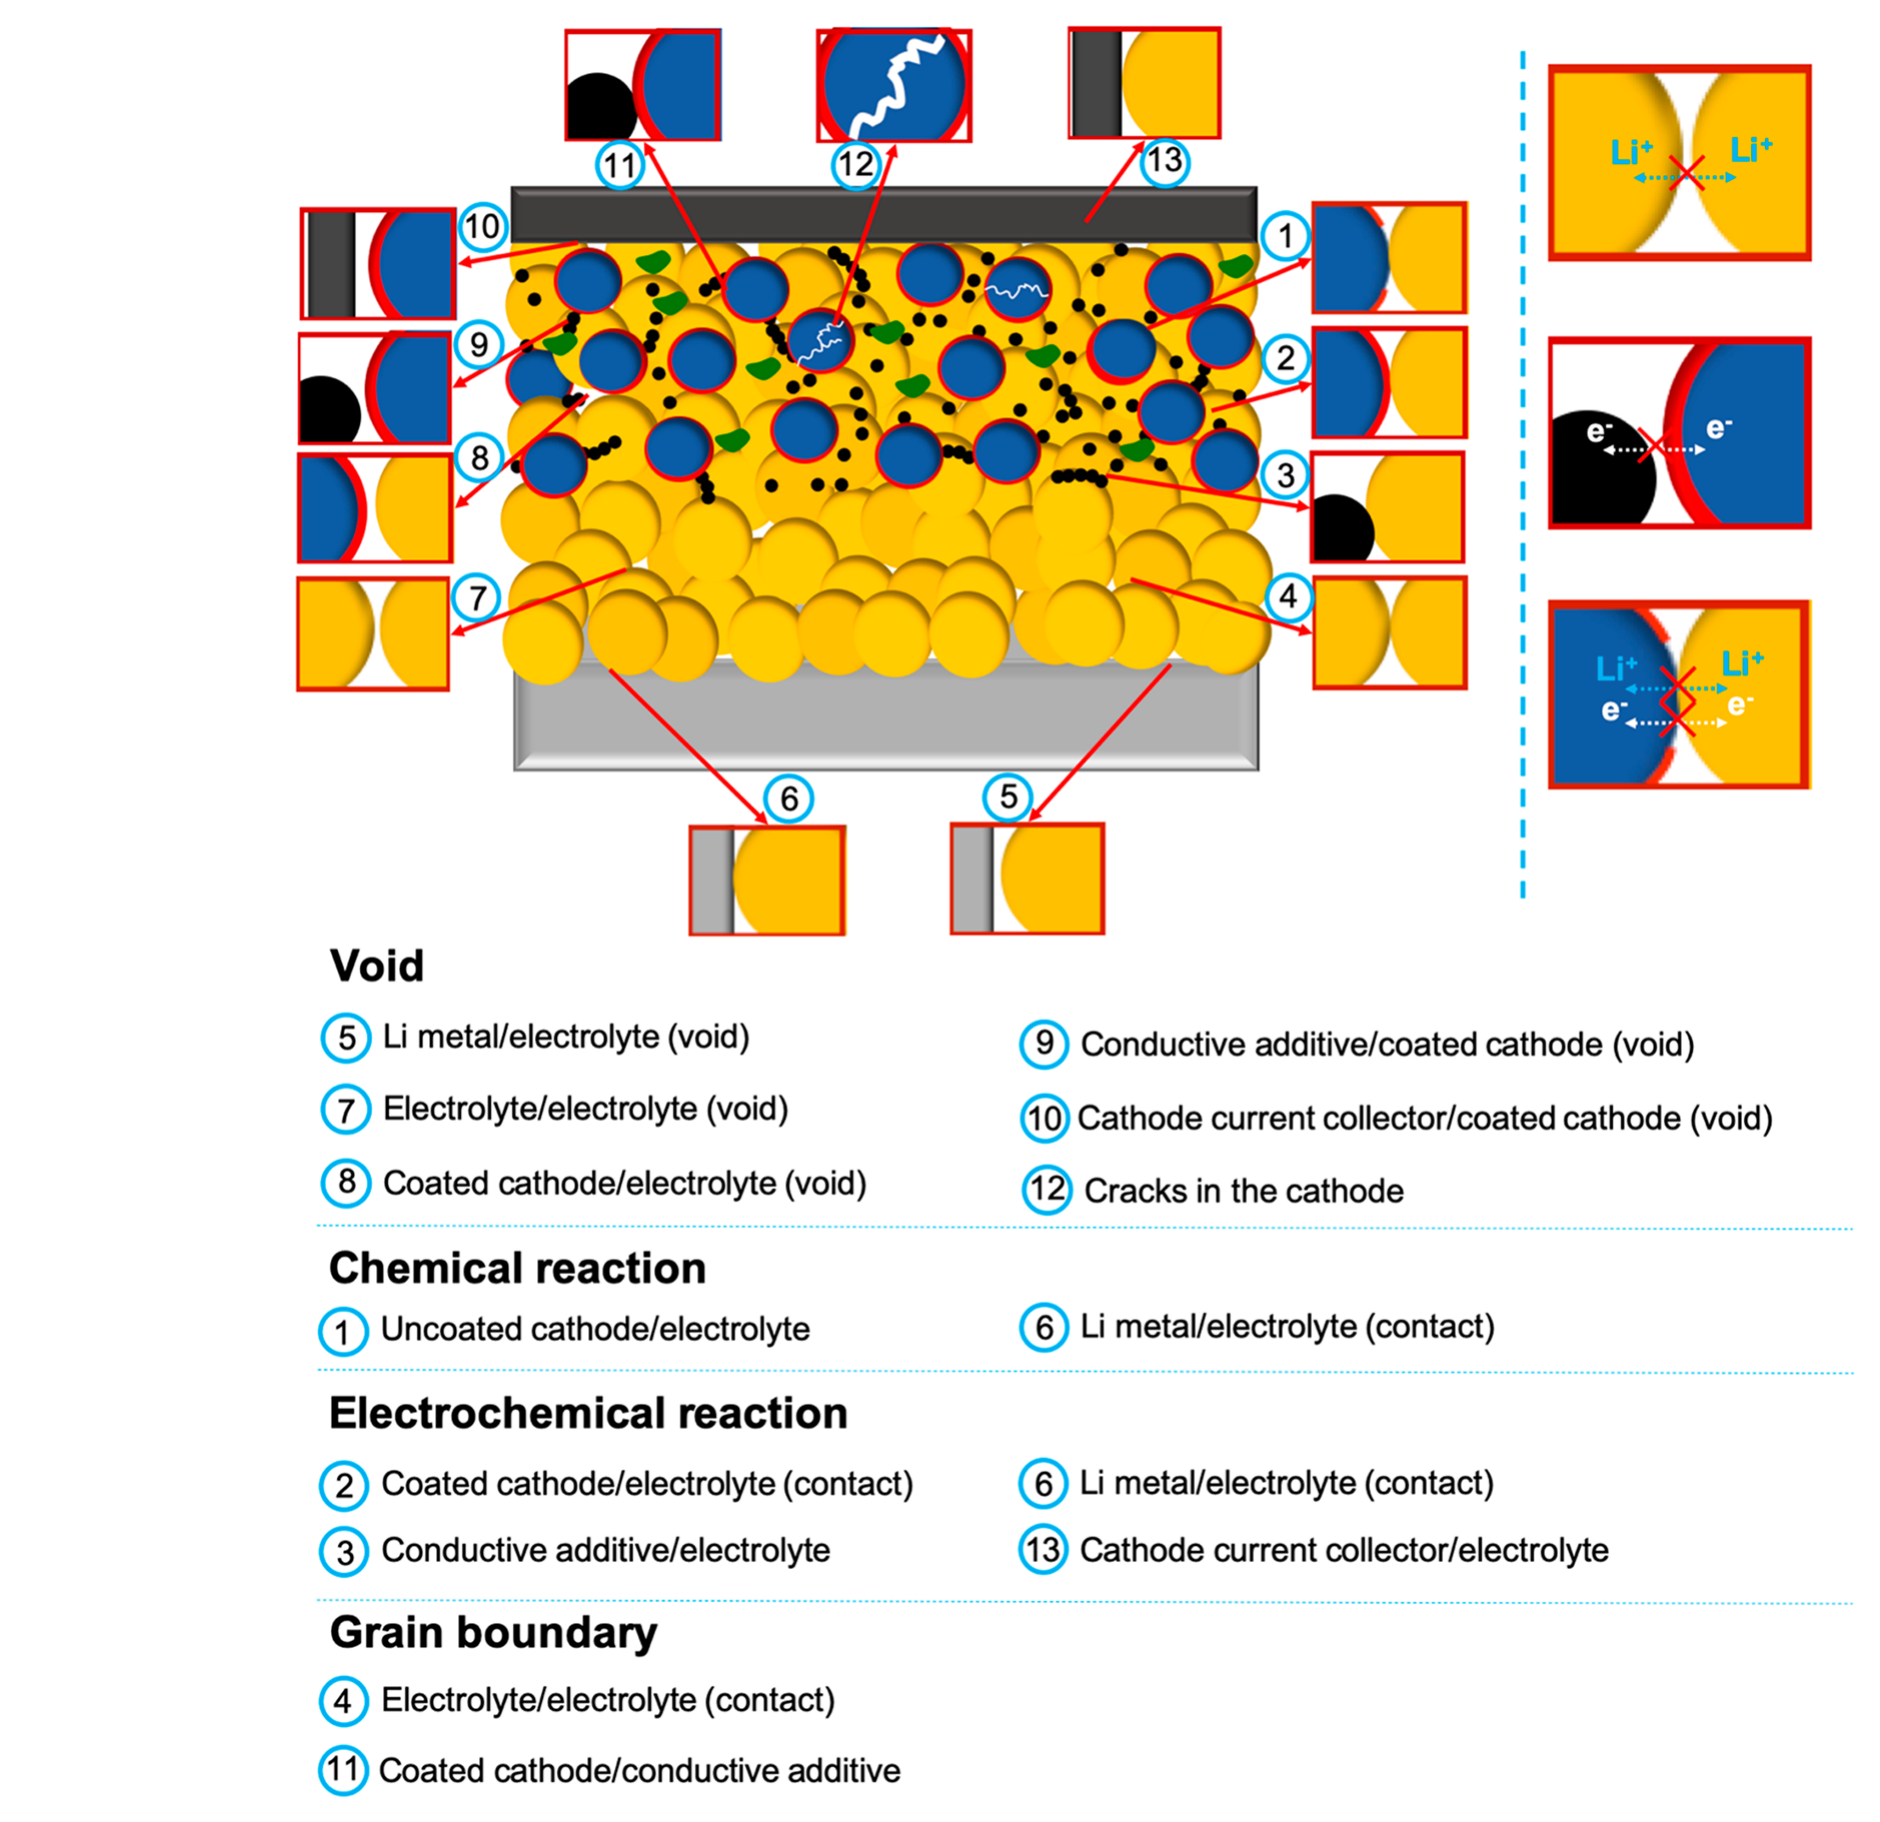 11
12
13
10
9
8
7
1
2
3
4
6
5
Li⁺ Li⁺
e⁻ e⁻
Li⁺ Li⁺
e⁻ e⁻
Void
5 Li metal/electrolyte (void)
7 Electrolyte/electrolyte (void)
8 Coated cathode/electrolyte (void)
9 Conductive additive/coated cathode (void)
10 Cathode current collector/coated cathode (void)
12 Cracks in the cathode
Chemical reaction
1 Uncoated cathode/electrolyte
6 Li metal/electrolyte (contact)
Electrochemical reaction
2 Coated cathode/electrolyte (contact)
3 Conductive additive/electrolyte
6 Li metal/electrolyte (contact)
13 Cathode current collector/electrolyte
Grain boundary
4 Electrolyte/electrolyte (contact)
11 Coated cathode/conductive additive